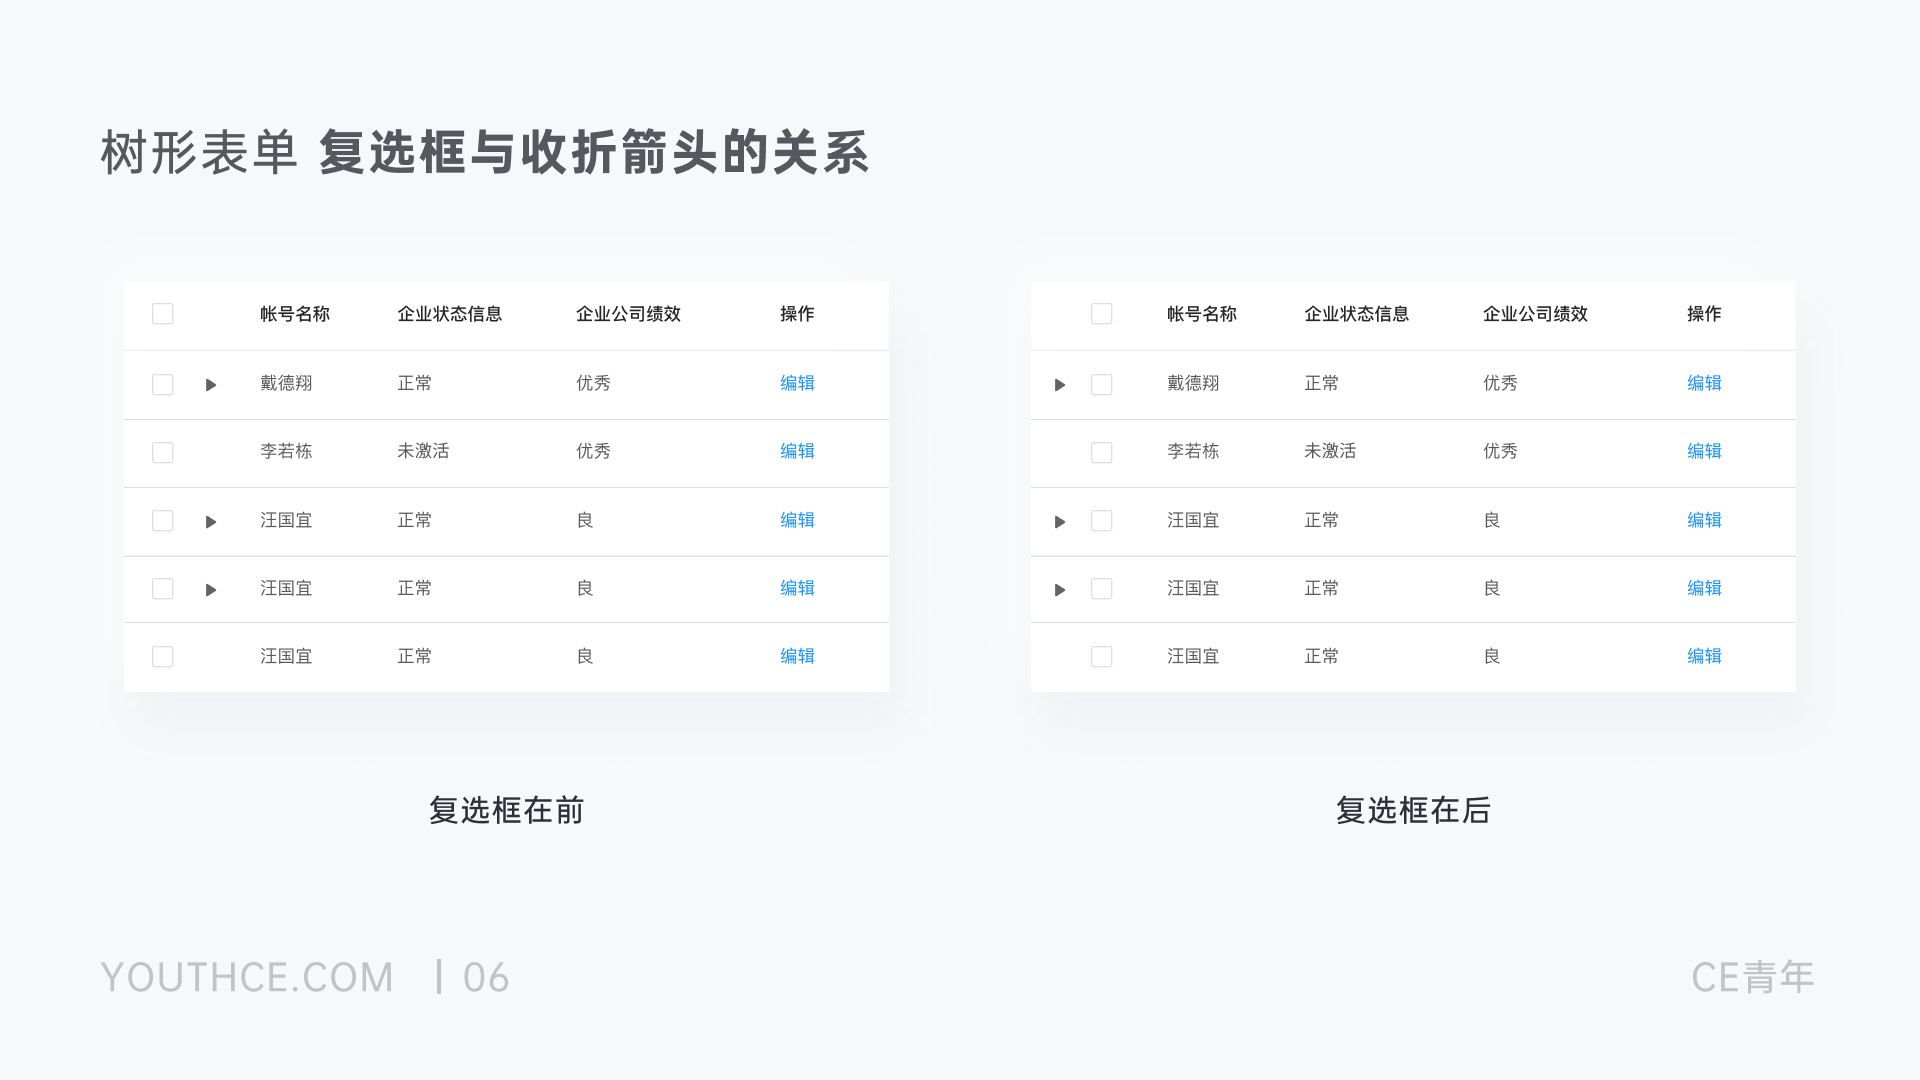 树形表单 复选框与收折箭头的关系
帐号名称 企业状态信息 企业公司绩效 操作
戴德翔 正常 优秀 编辑
李若栋 未激活 优秀 编辑
汪国宜 正常 良 编辑
汪国宜 正常 良 编辑
汪国宜 正常 良 编辑
复选框在前
帐号名称 企业状态信息 企业公司绩效 操作
戴德翔 正常 优秀 编辑
李若栋 未激活 优秀 编辑
汪国宜 正常 良 编辑
汪国宜 正常 良 编辑
汪国宜 正常 良 编辑
复选框在后
YOUTHCE.COM | 06
CE青年